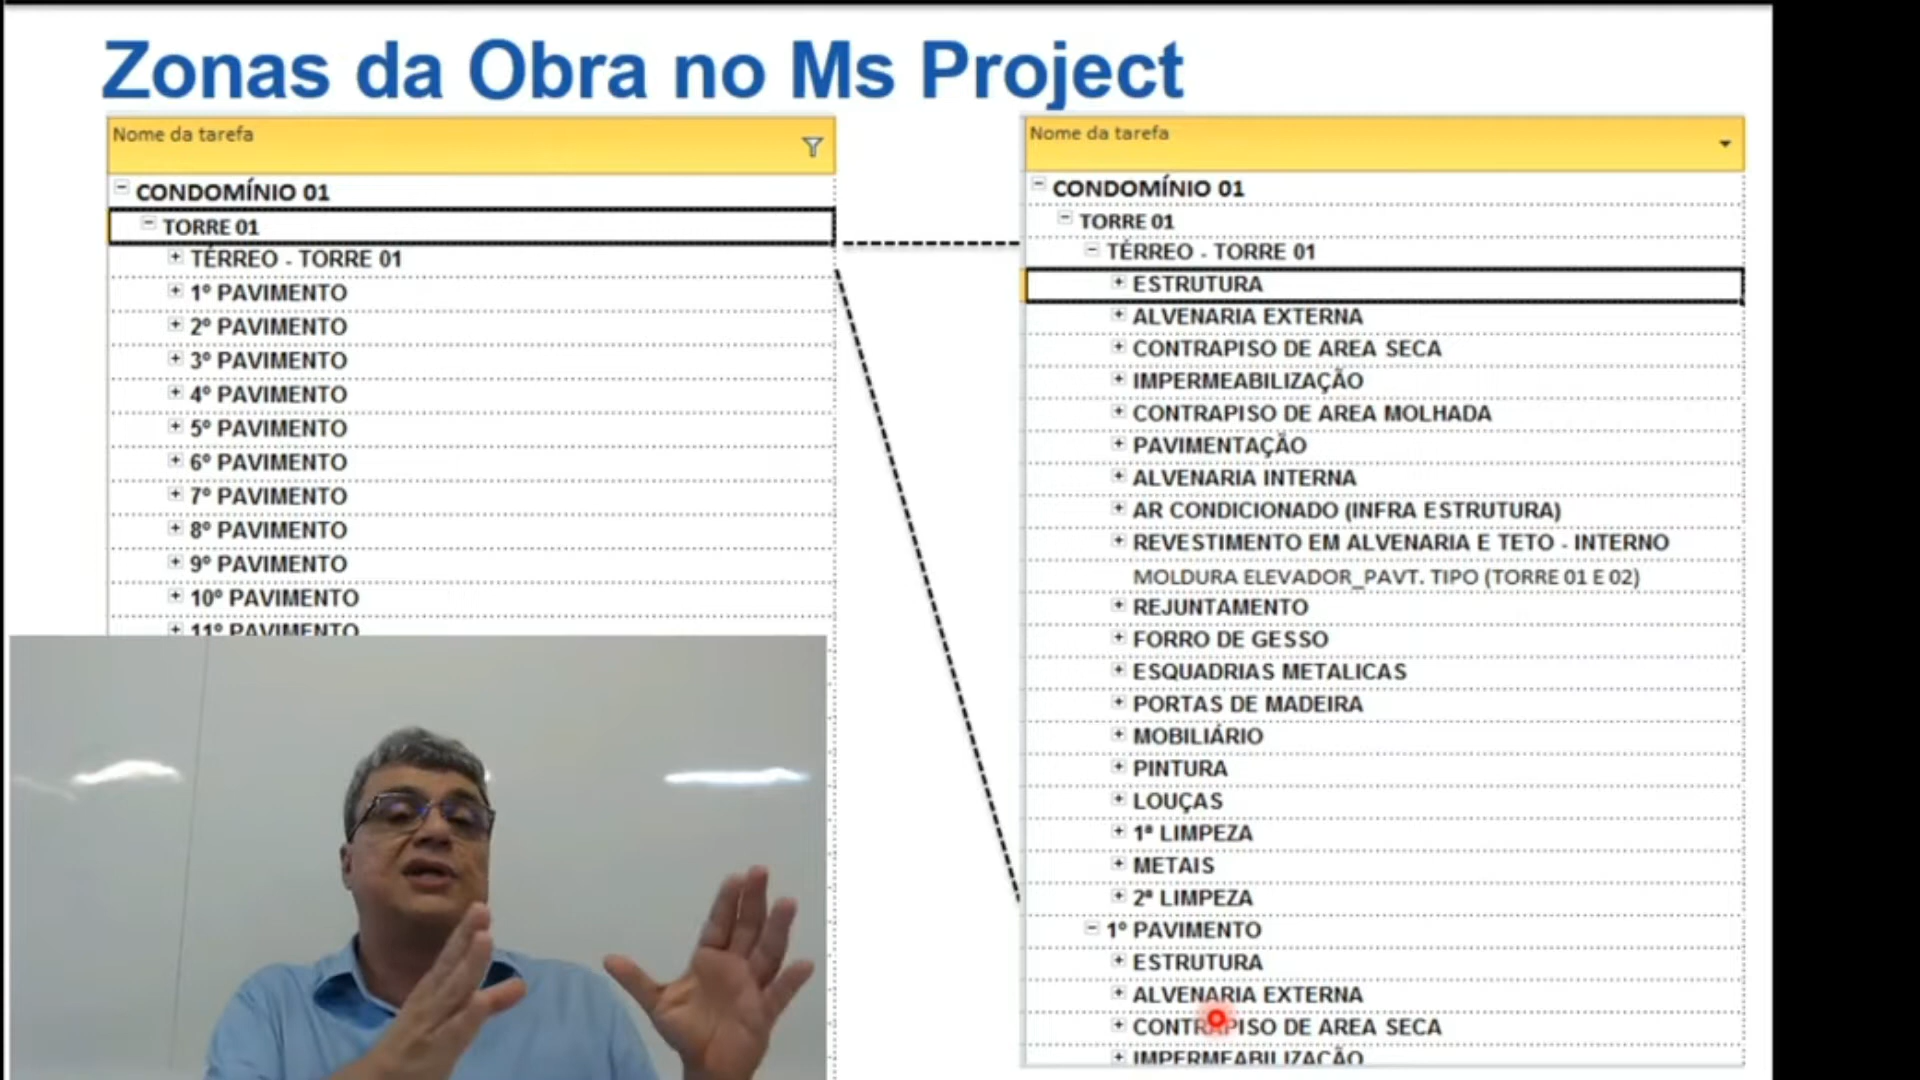 Zonas da Obra no Ms Project
Nome da tarefa
CONDOMÍNIO 01
TORRE 01
TÉRREO - TORRE 01
1º PAVIMENTO
2º PAVIMENTO
3º PAVIMENTO
4º PAVIMENTO
5º PAVIMENTO
6º PAVIMENTO
7º PAVIMENTO
8º PAVIMENTO
9º PAVIMENTO
10º PAVIMENTO
11º PAVIMENTO
Nome da tarefa
CONDOMÍNIO 01
TORRE 01
TÉRREO - TORRE 01
ESTRUTURA
ALVENARIA EXTERNA
CONTRAPISO DE AREA SECA
IMPERMEABILIZAÇÃO
CONTRAPISO DE AREA MOLHADA
PAVIMENTAÇÃO
ALVENARIA INTERNA
AR CONDICIONADO (INFRA ESTRUTURA)
REVESTIMENTO EM ALVENARIA E TETO - INTERNO
MOLDURA ELEVADOR_PAVT. TIPO (TORRE 01 E 02)
REJUNTAMENTO
FORRO DE GESSO
ESQUADRIAS METALICAS
PORTAS DE MADEIRA
MOBILIÁRIO
PINTURA
LOUÇAS
1ª LIMPEZA
METAIS
2ª LIMPEZA
1º PAVIMENTO
ESTRUTURA
ALVENARIA EXTERNA
CONTRAPISO DE AREA SECA
IMPERMEABILIZAÇÃO